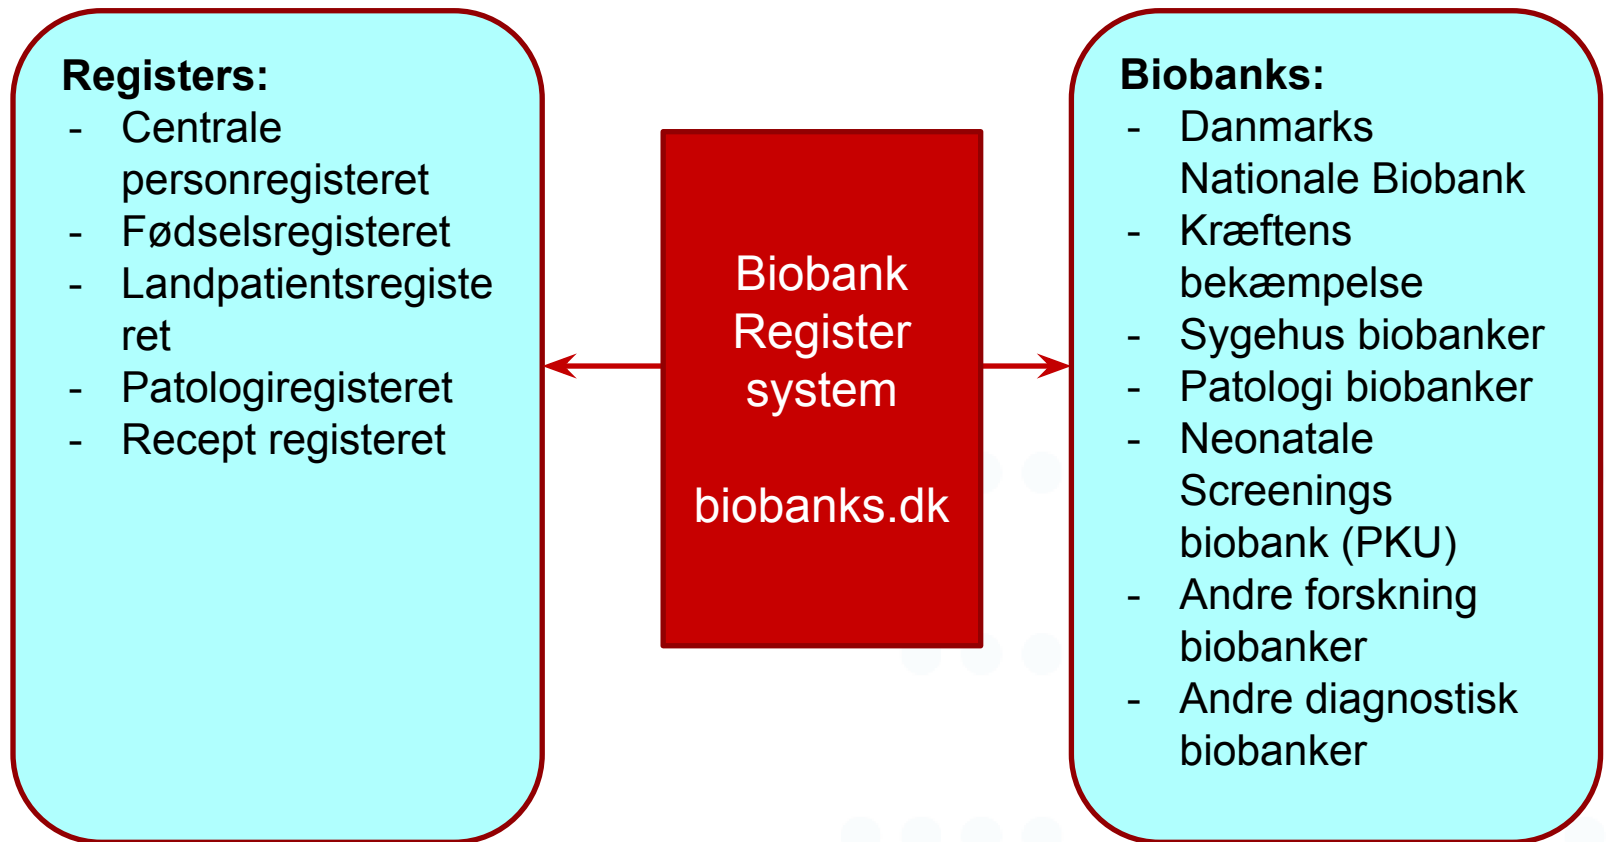 Registers:
- Centrale
personregisteret
- Fødselsregisteret
- Landpatientsregiste
ret
- Patologiregisteret
- Recept registeret
Biobank
Register
system
biobanks.dk
Biobanks:
- Danmarks
Nationale Biobank
- Kræftens
bekæmpelse
- Sygehus biobanker
- Patologi biobanker
- Neonatale
Screenings
biobank (PKU)
- Andre forskning
biobanker
- Andre diagnostisk
biobanker